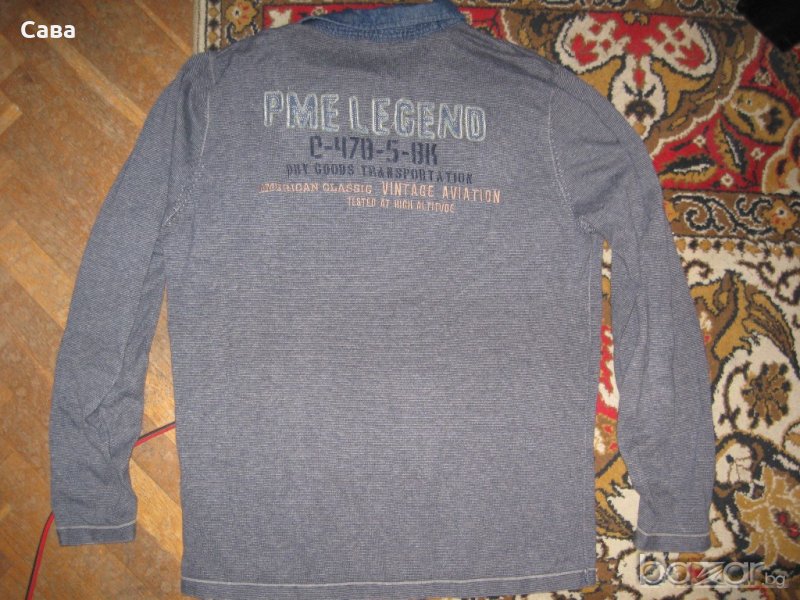 Сава
PME LEGEND
C-470-5-BK
DRY GOODS TRANSPORTATION
AMERICAN CLASSIC VINTAGE AVIATION
TESTED AT HIGH ALTITUDE
bazar.bg